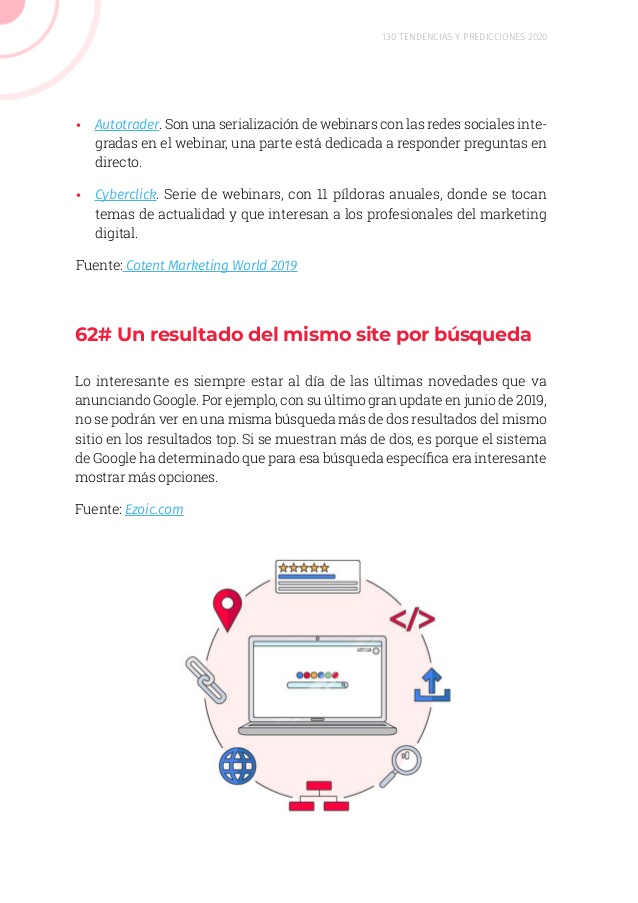 130 TENDENCIAS Y PREDICCIONES 2020
• Autotrader. Son una serialización de webinars con las redes sociales inte-
gradas en el webinar, una parte está dedicada a responder preguntas en
directo.
• Cyberclick. Serie de webinars, con 11 píldoras anuales, donde se tocan
temas de actualidad y que interesan a los profesionales del marketing
digital.
Fuente: Cotent Marketing World 2019
62# Un resultado del mismo site por búsqueda
Lo interesante es siempre estar al día de las últimas novedades que va
anunciando Google. Por ejemplo, con su último gran update en junio de 2019,
no se podrán ver en una misma búsqueda más de dos resultados del mismo
sitio en los resultados top. Si se muestran más de dos, es porque el sistema
de Google ha determinado que para esa búsqueda específica era interesante
mostrar más opciones.
Fuente: Ezoic.com
</>